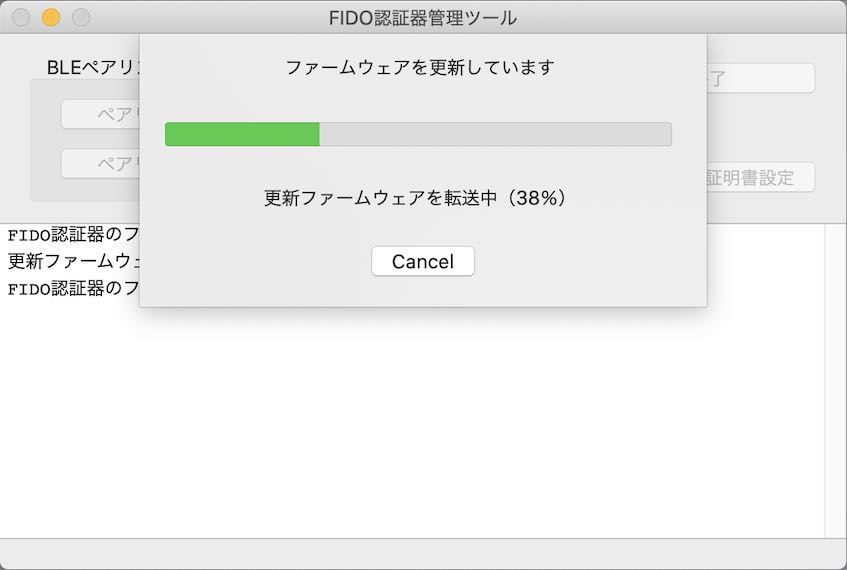 FIDO認証器管理ツール
BLEペアリン
ファームウェアを更新しています
了
ペアリ
ペアリ
更新ファームウェアを転送中（38%）
証明書設定
Cancel
FIDO認証器のフ
更新ファームウェ
FIDO認証器のフ